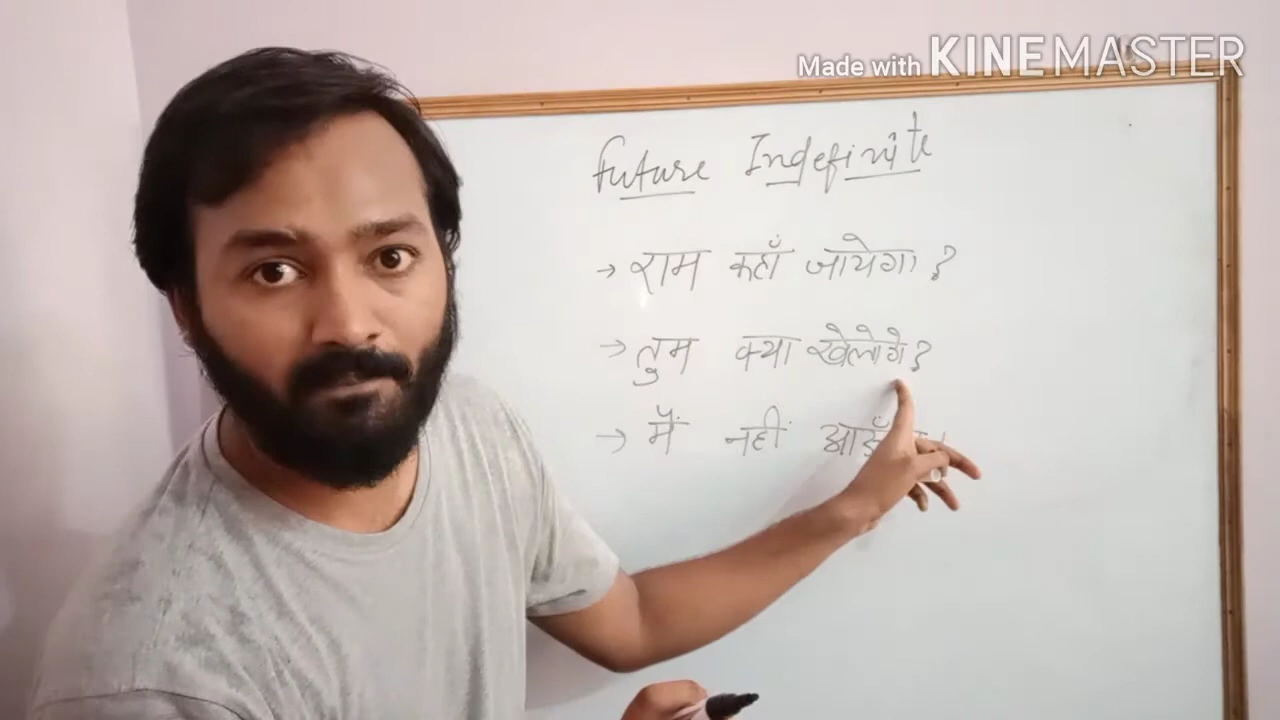 Made with KINEMASTER
Future Indefinite
→ राम कहाँ जायेगा ?
→ तुम क्या खेलोगे ?
→ मैं नहीं